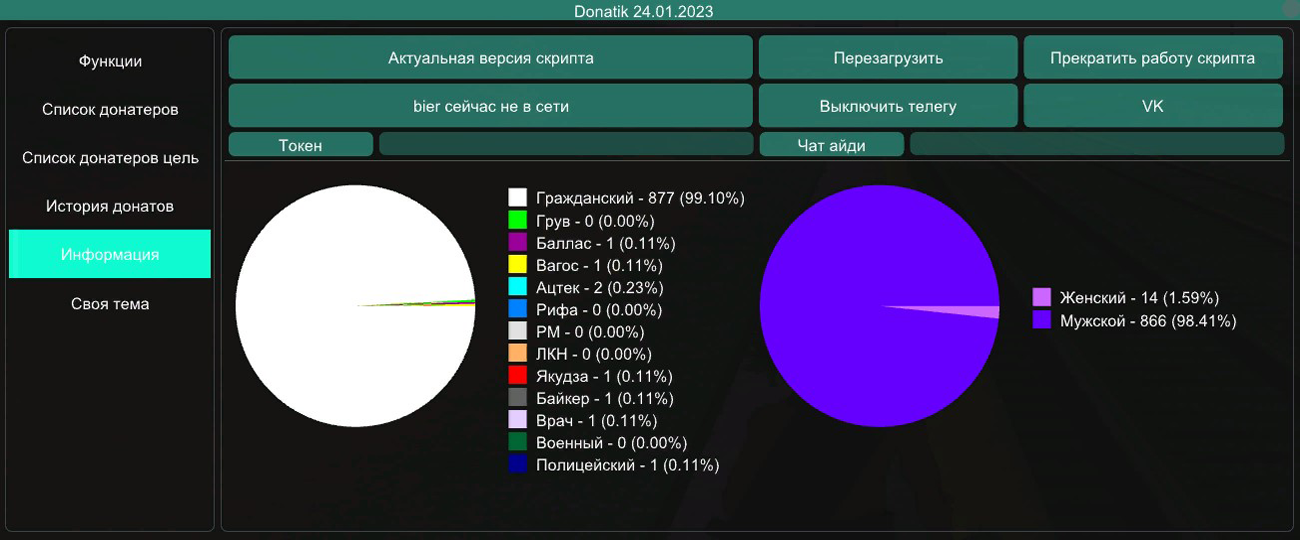 Donatik 24.01.2023
Функции
Список донатеров
Список донатеров цель
История донатов
Информация
Своя тема
Актуальная версия скрипта
Перезагрузить
Прекратить работу скрипта
bier сейчас не в сети
Выключить телегу
VK
Токен
Чат айди
Гражданский - 877 (99.10%)
Грув - 0 (0.00%)
Баллас - 1 (0.11%)
Вагос - 1 (0.11%)
Ацтек - 2 (0.23%)
Рифа - 0 (0.00%)
РМ - 0 (0.00%)
ЛКН - 0 (0.00%)
Якудза - 1 (0.11%)
Байкер - 1 (0.11%)
Врач - 1 (0.11%)
Военный - 0 (0.00%)
Полицейский - 1 (0.11%)
Женский - 14 (1.59%)
Мужской - 866 (98.41%)